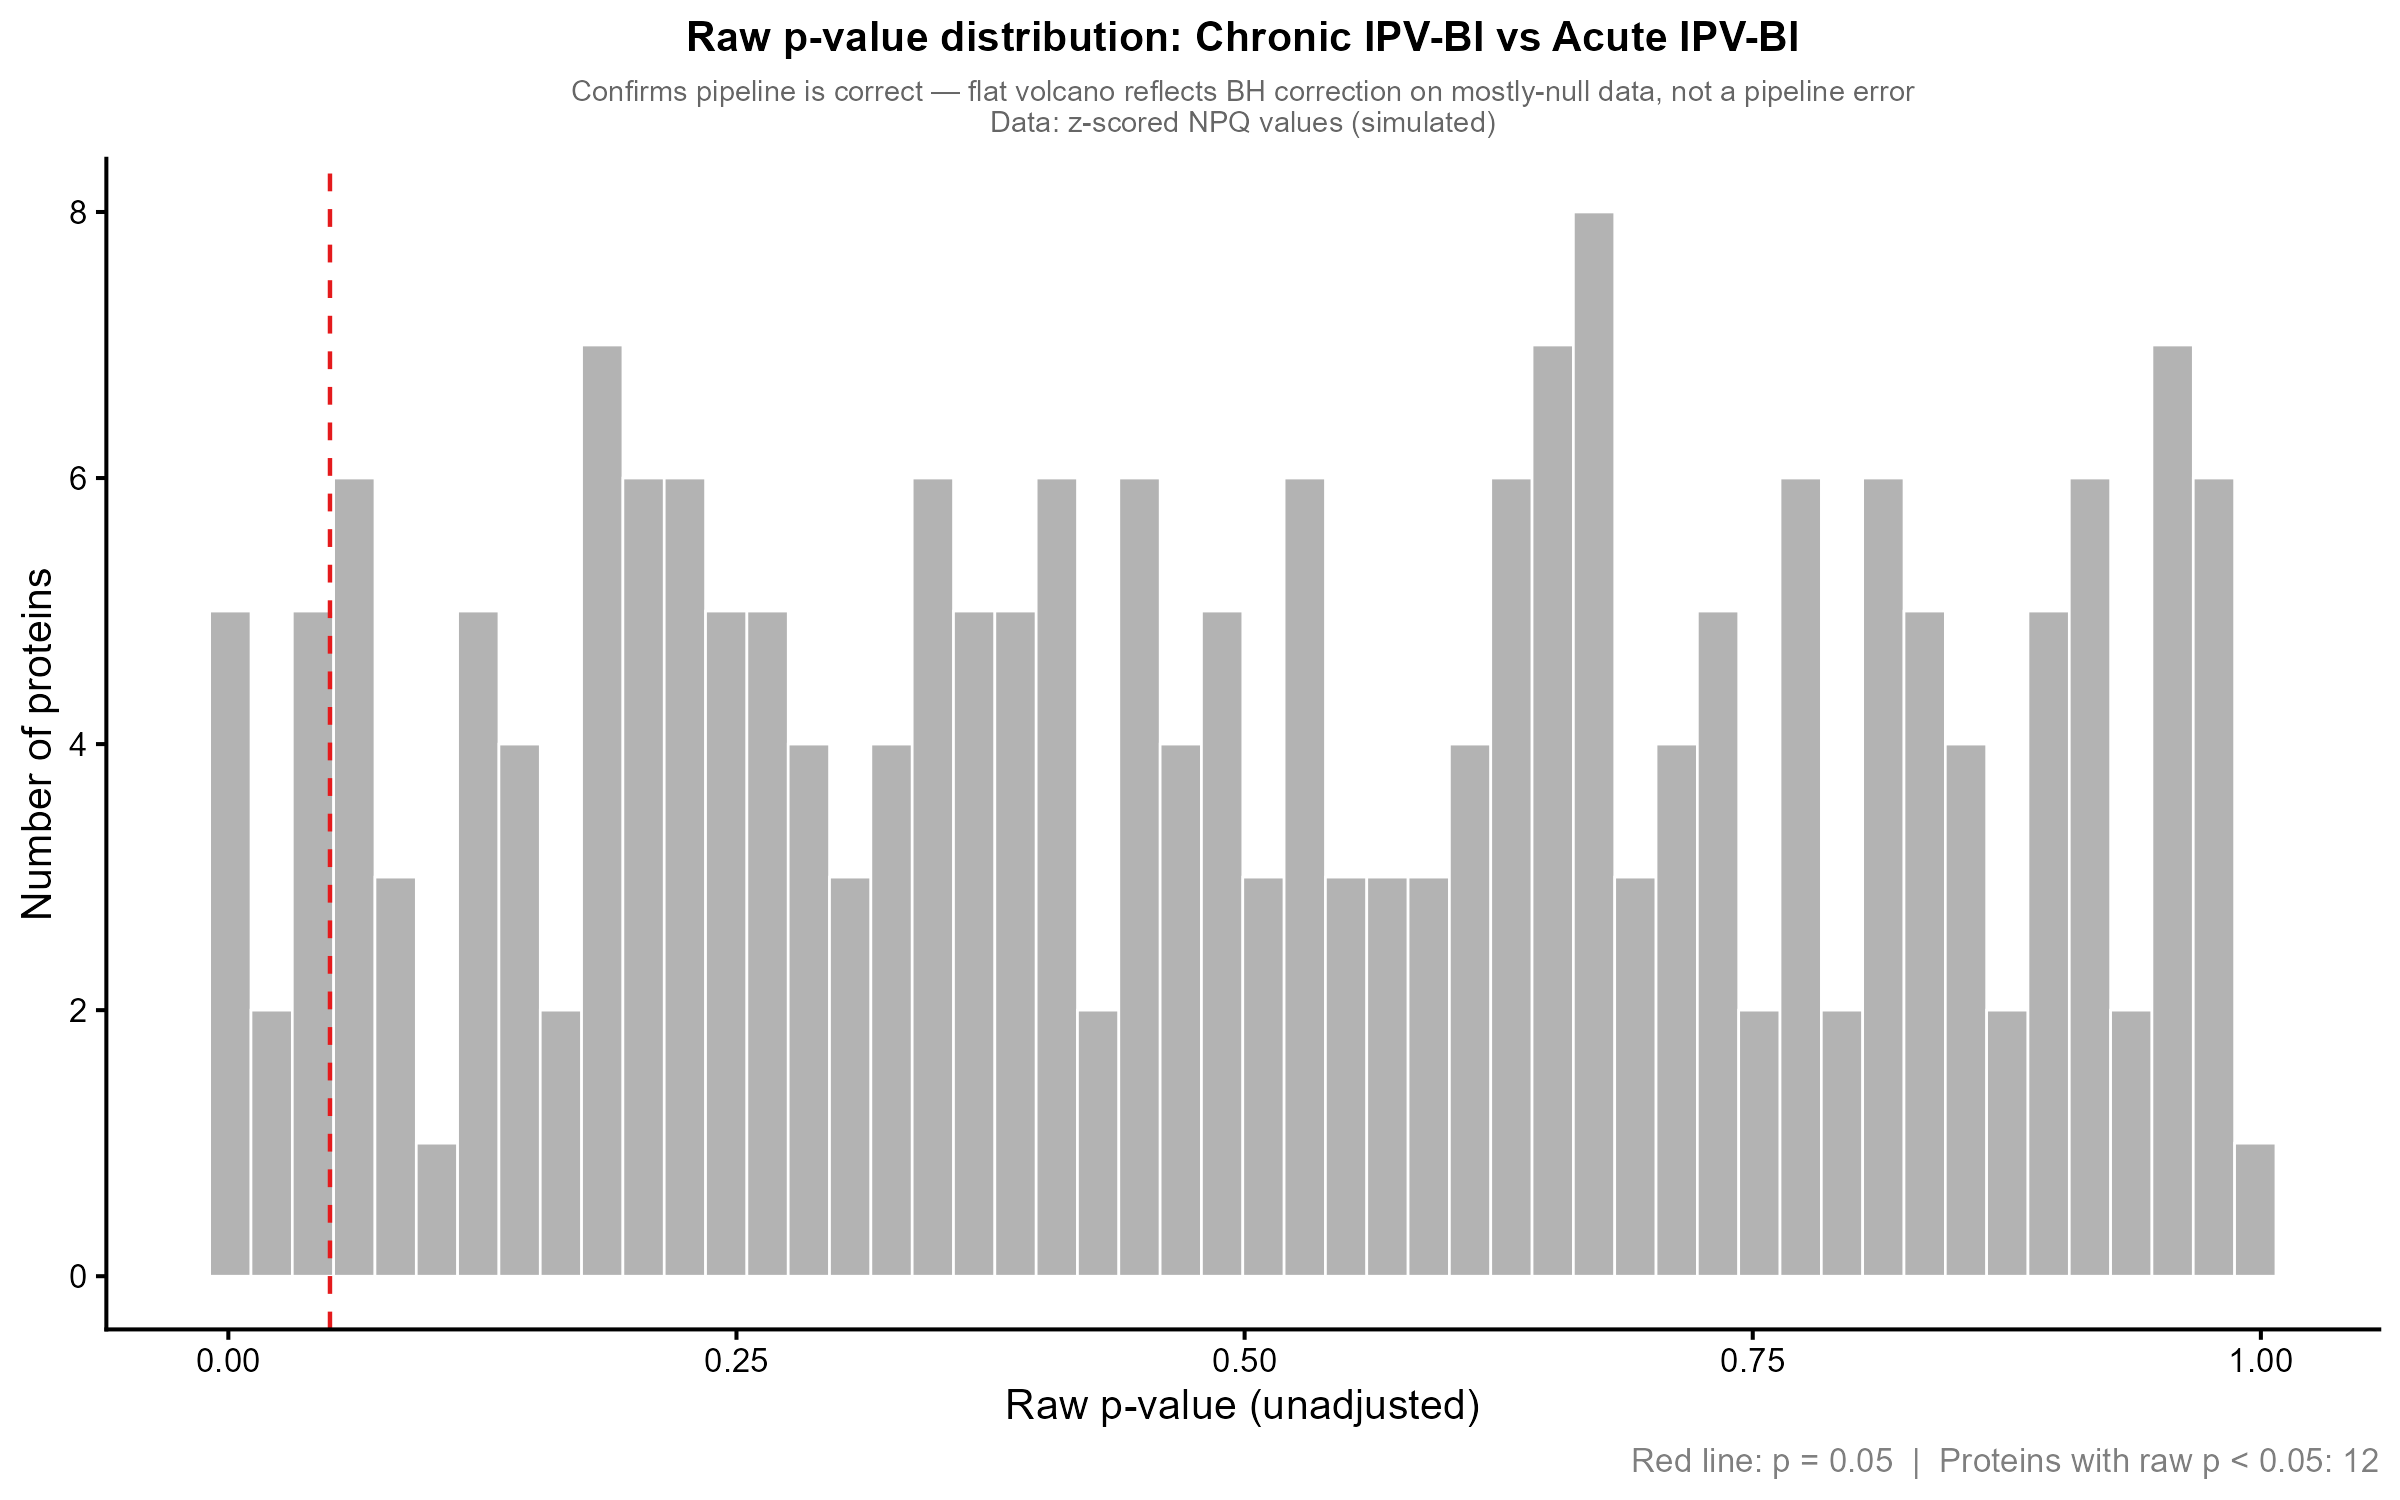 Raw p-value distribution: Chronic IPV-BI vs Acute IPV-BI
Confirms pipeline is correct — flat volcano reflects BH correction on mostly-null data, not a pipeline error
Data: z-scored NPQ values (simulated)
Number of proteins
8
6
4
2
0
0.00
0.25
0.50
0.75
1.00
Raw p-value (unadjusted)
Red line: p = 0.05 | Proteins with raw p < 0.05: 12